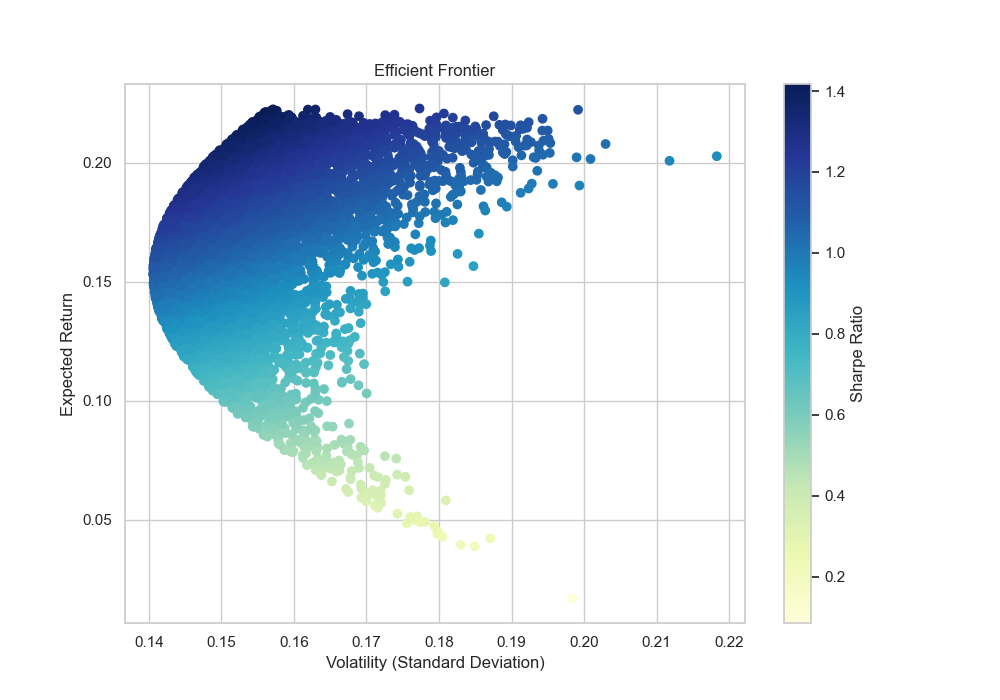 Efficient Frontier
Expected Return
0.20
0.15
0.10
0.05
0.14 0.15 0.16 0.17 0.18 0.19 0.20 0.21 0.22
Volatility (Standard Deviation)
1.4
1.2
1.0
0.8
0.6
0.4
0.2
Sharpe Ratio